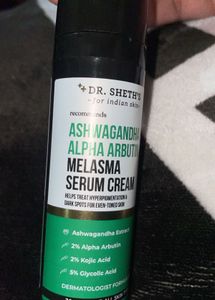 DR. SHETH'S
for indian skin
recommends
ASHWAGANDHA
ALPHA ARBUTIN
MELASMA
SERUM CREAM
HELPS TREAT HYPERPIGMENTATION &
DARK SPOTS FOR EVEN-TONED SKIN
Ashwagandha Extract
2% Alpha Arbutin
2% Kojic Acid
5% Glycolic Acid
DERMATOLOGIST FORM